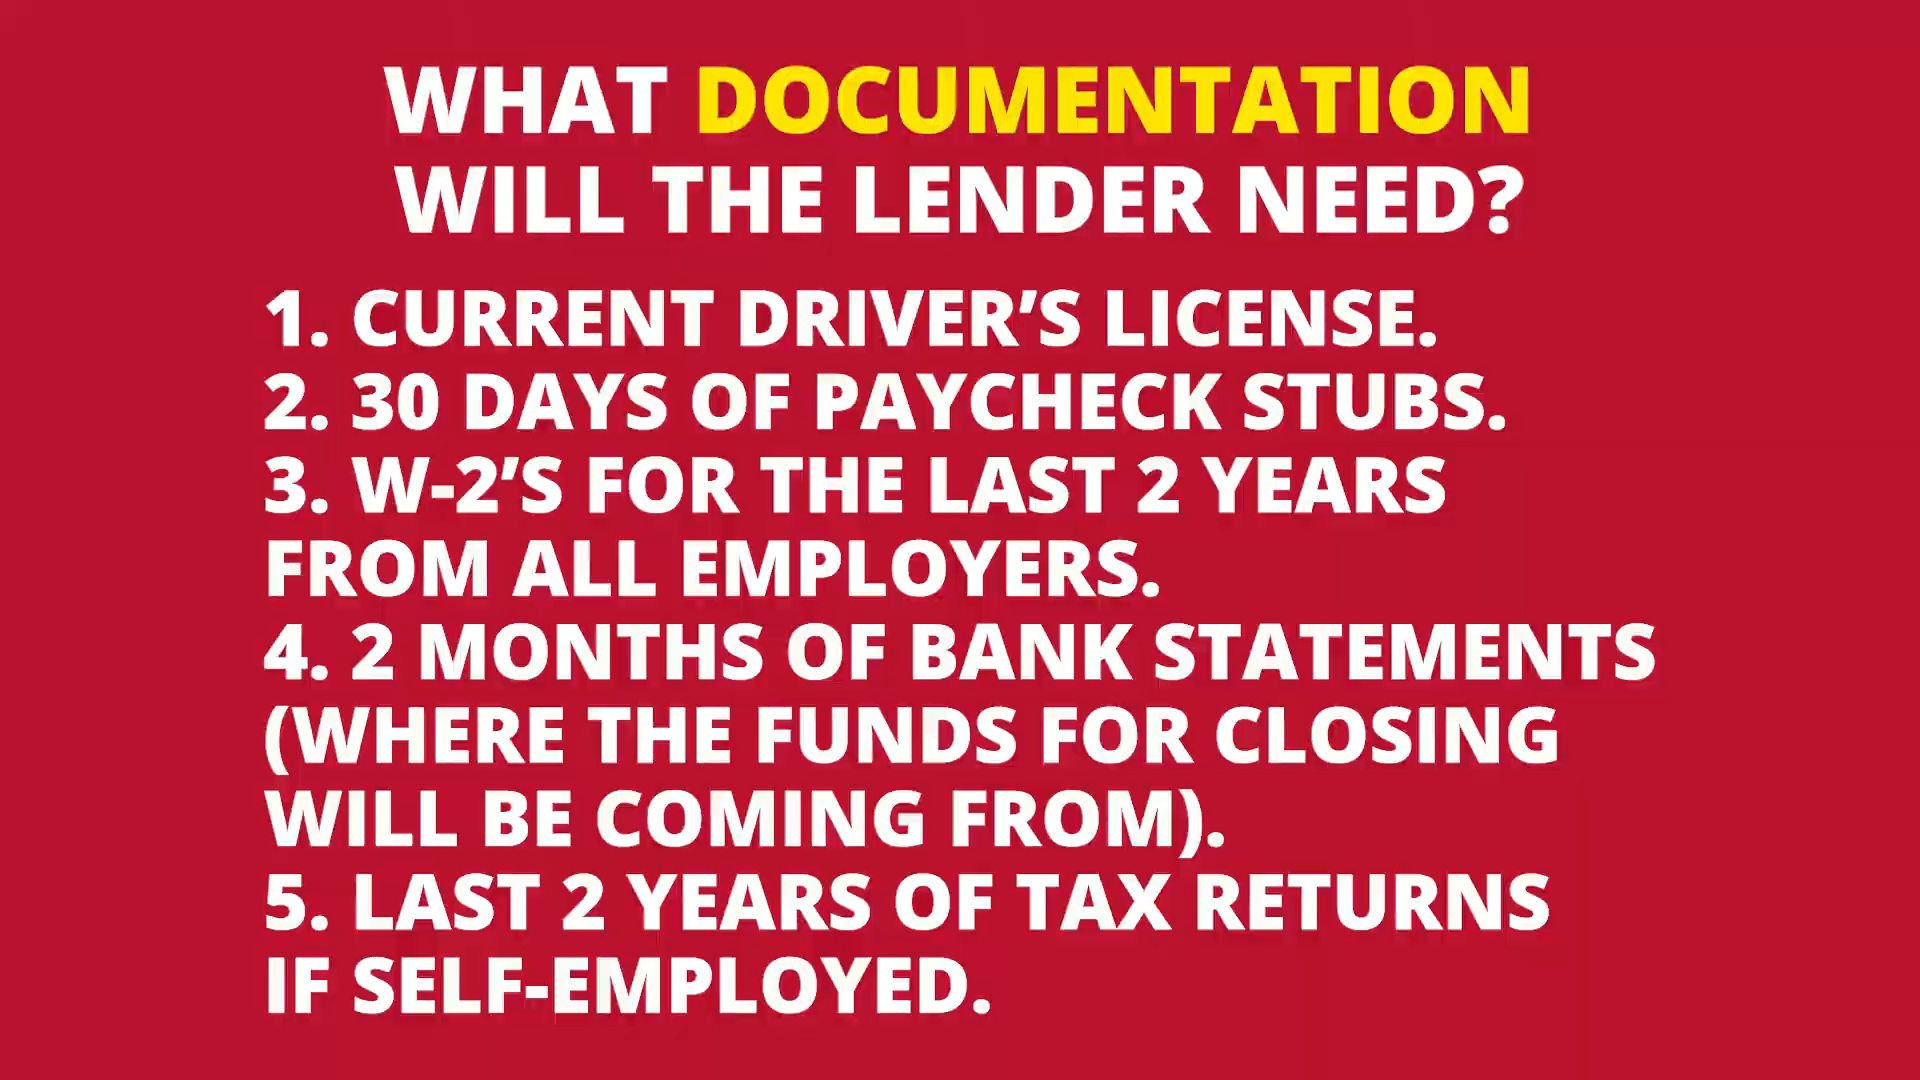 WHAT DOCUMENTATION
WILL THE LENDER NEED?
1. CURRENT DRIVER’S LICENSE.
2. 30 DAYS OF PAYCHECK STUBS.
3. W-2’S FOR THE LAST 2 YEARS
FROM ALL EMPLOYERS.
4. 2 MONTHS OF BANK STATEMENTS
(WHERE THE FUNDS FOR CLOSING
WILL BE COMING FROM).
5. LAST 2 YEARS OF TAX RETURNS
IF SELF-EMPLOYED.